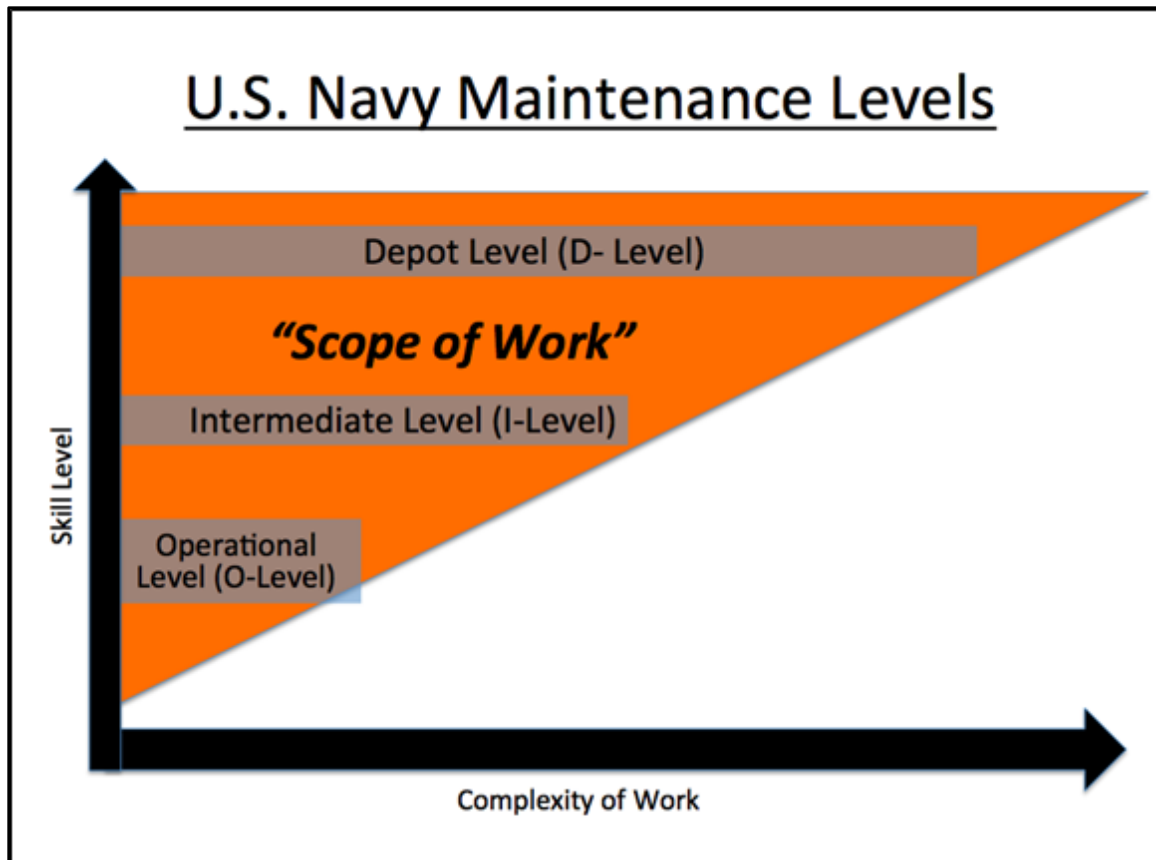 U.S. Navy Maintenance Levels
Depot Level (D- Level)
“Scope of Work”
Intermediate Level (I-Level)
Operational
Level (O-Level)
Skill Level
Complexity of Work